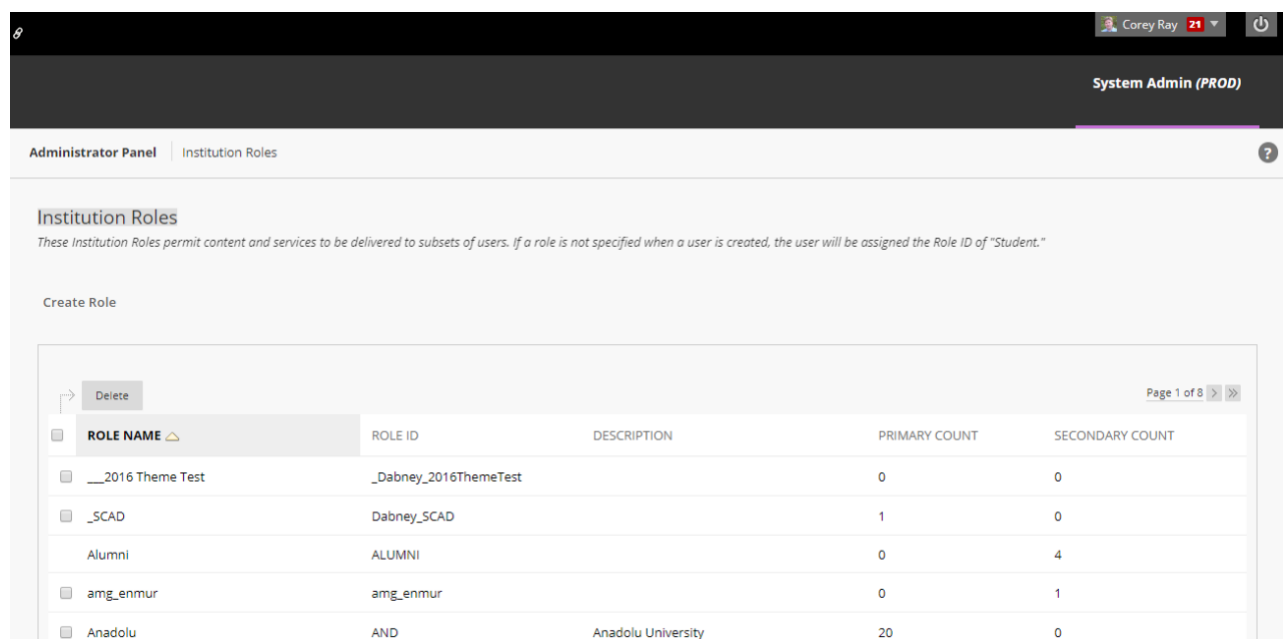 Corey Ray 21
System Admin (PROD)
Administrator Panel Institution Roles ?
Institution Roles
These Institution Roles permit content and services to be delivered to subsets of users. If a role is not specified when a user is created, the user will be assigned the Role ID of "Student."
Create Role
Delete Page 1 of 8 > >>
ROLE NAME ROLE ID DESCRIPTION PRIMARY COUNT SECONDARY COUNT
___2016 Theme Test _Dabney_2016ThemeTest 0 0
_SCAD Dabney_SCAD 1 0
Alumni ALUMNI 0 4
amg_enmur amg_enmur 0 1
Anadolu AND Anadolu University 20 0